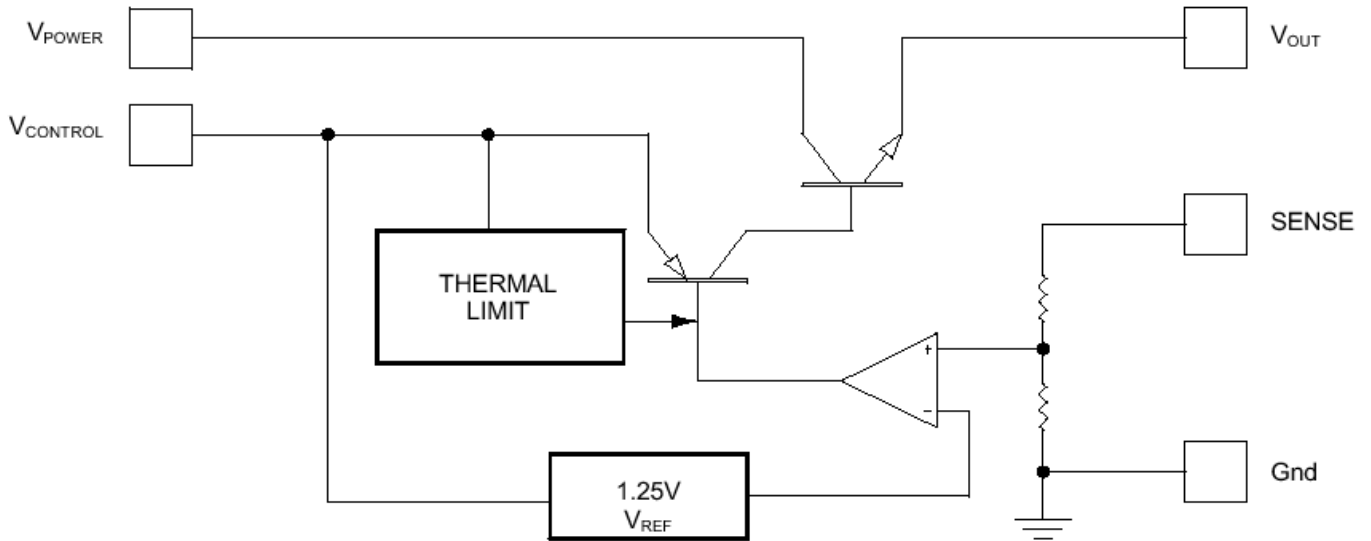 VPOWER
VOUT
VCONTROL
SENSE
THERMAL
LIMIT
+
−
1.25V
VREF
Gnd